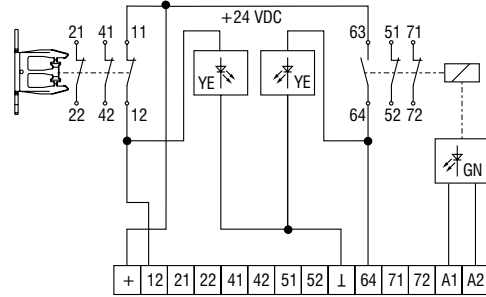 +24 VDC
21 41 11 63 51 71
YE YE
22 42 12 64 52 72
GN
+ 12 21 22 41 42 51 52 ⊥ 64 71 72 A1 A2